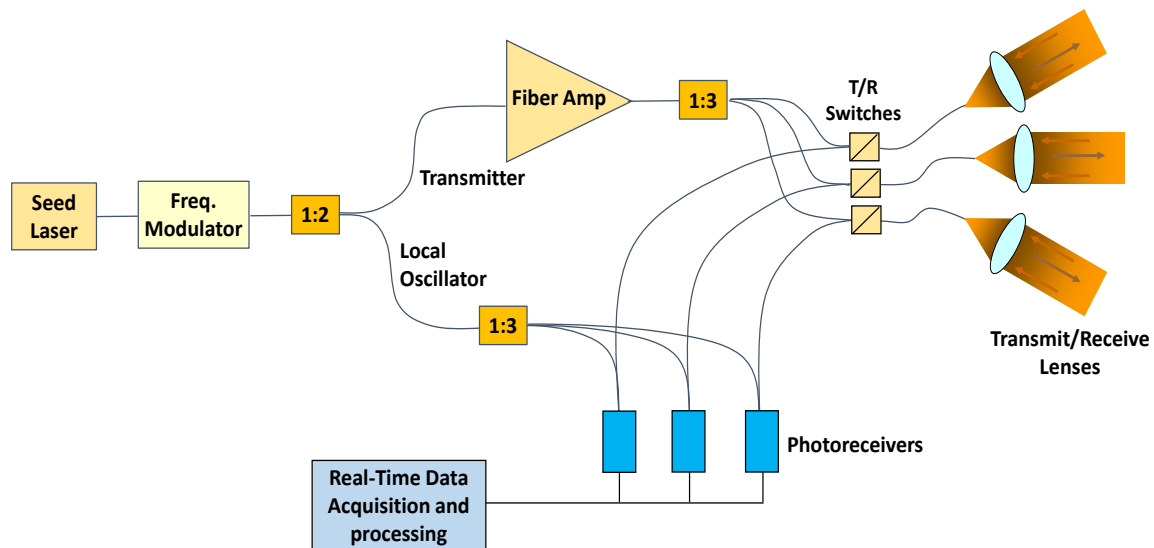 Seed
Laser
Freq.
Modulator
1:2
Transmitter
Fiber Amp
1:3
T/R
Switches
Local
Oscillator
1:3
Transmit/Receive
Lenses
Photoreceivers
Real-Time Data
Acquisition and
processing